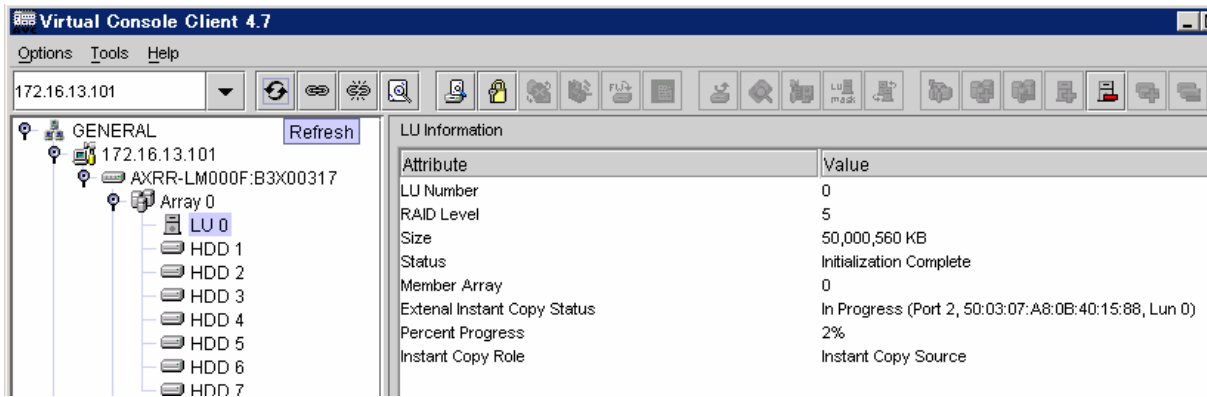 Virtual Console Client 4.7
Options Tools Help
172.16.13.101
GENERAL
Refresh
172.16.13.101
AXRR-LM000F:B3X00317
Array 0
LU 0
HDD 1
HDD 2
HDD 3
HDD 4
HDD 5
HDD 6
HDD 7
LU Information
Attribute Value
LU Number 0
RAID Level 5
Size 50,000,560 KB
Status Initialization Complete
Member Array 0
Extenal Instant Copy Status In Progress (Port 2, 50:03:07:A8:0B:40:15:88, Lun 0)
Percent Progress 2%
Instant Copy Role Instant Copy Source